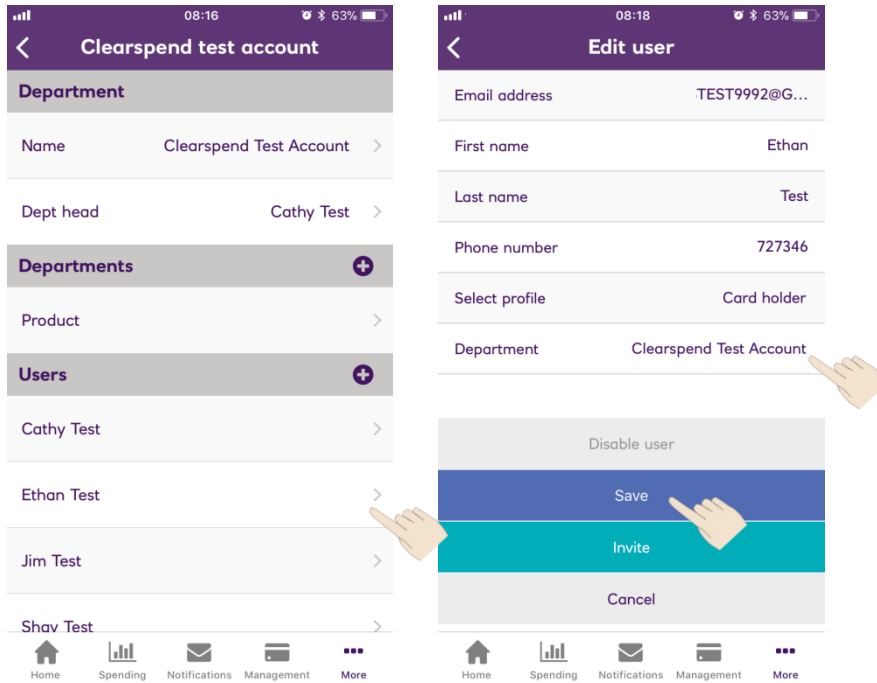 08:16
63%
Clearspend test account
Department
Name Clearspend Test Account
Dept head Cathy Test
Departments
Product
Users
Cathy Test
Ethan Test
Jim Test
Shay Test
Home Spending Notifications Management More
08:18
63%
Edit user
Email address TEST9992@G...
First name Ethan
Last name Test
Phone number 727346
Select profile Card holder
Department Clearspend Test Account
Disable user
Save
Invite
Cancel
Home Spending Notifications Management More